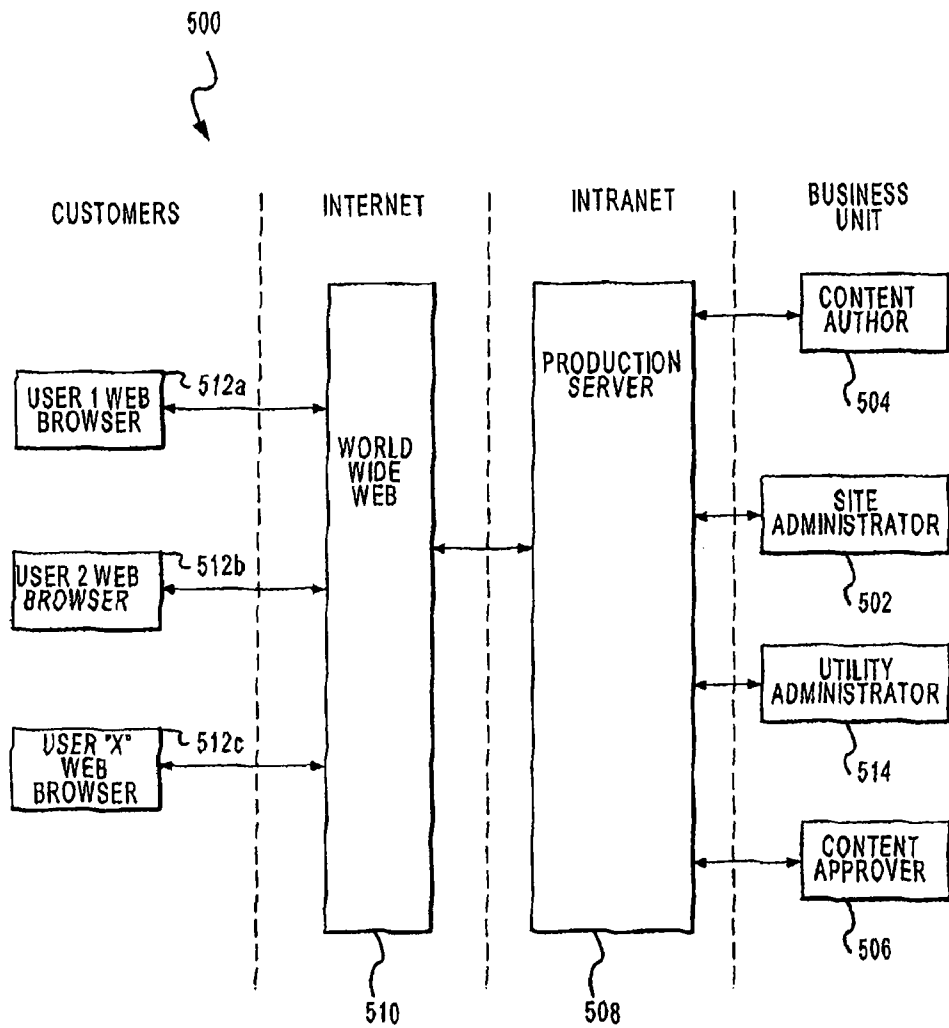 500
CUSTOMERS
INTERNET
INTRANET
BUSINESS
UNIT
USER 1 WEB
BROWSER
512a
USER 2 WEB
BROWSER
512b
USER "X"
WEB
BROWSER
512c
WORLD
WIDE
WEB
510
PRODUCTION
SERVER
508
CONTENT
AUTHOR
504
SITE
ADMINISTRATOR
502
UTILITY
ADMINISTRATOR
514
CONTENT
APPROVER
506